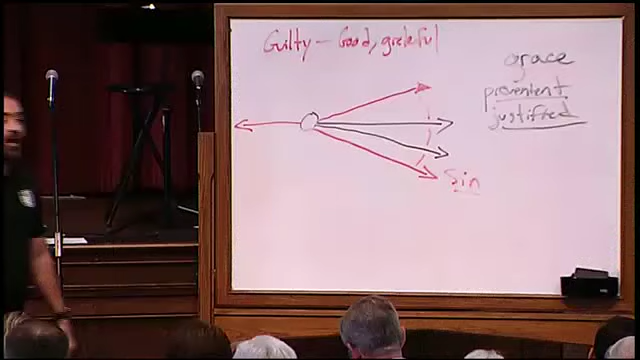 Guilty — Good, grateful
grace
prevenient
justified
Sin